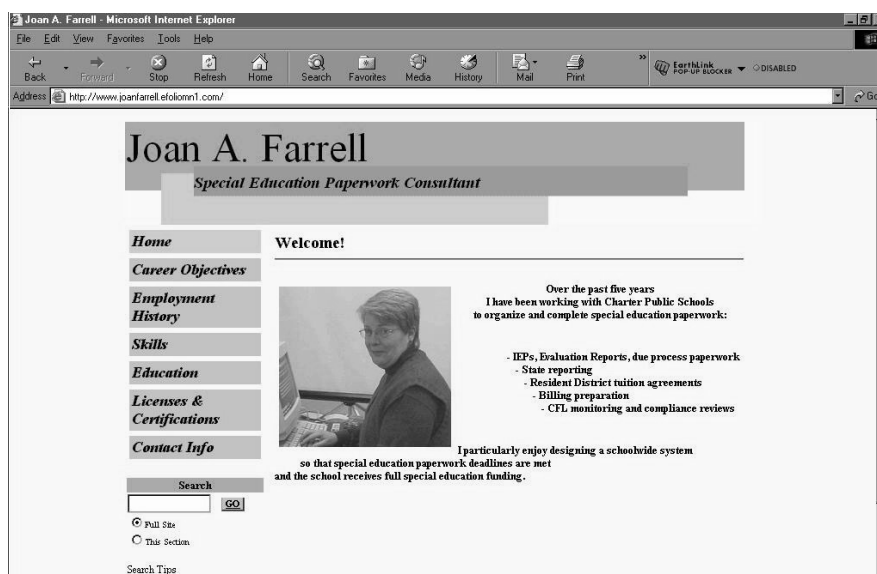 Joan A. Farrell - Microsoft Internet Explorer
File Edit View Favorites Tools Help
Back Forward Stop Refresh Home Search Favorites Media History Mail Print » EarthLink POP-UP BLOCKER DISABLED
Address http://www.joanfarrell.efoliomn1.com/ Go
Joan A. Farrell
Special Education Paperwork Consultant
Home
Career Objectives
Employment
History
Skills
Education
Licenses &
Certifications
Contact Info
Search
GO
Full Site
This Section
Search Tips
Welcome!
Over the past five years
I have been working with Charter Public Schools
to organize and complete special education paperwork:
- IEPs, Evaluation Reports, due process paperwork
- State reporting
- Resident District tuition agreements
- Billing preparation
- CFL monitoring and compliance reviews
I particularly enjoy designing a schoolwide system
so that special education paperwork deadlines are met
and the school receives full special education funding.